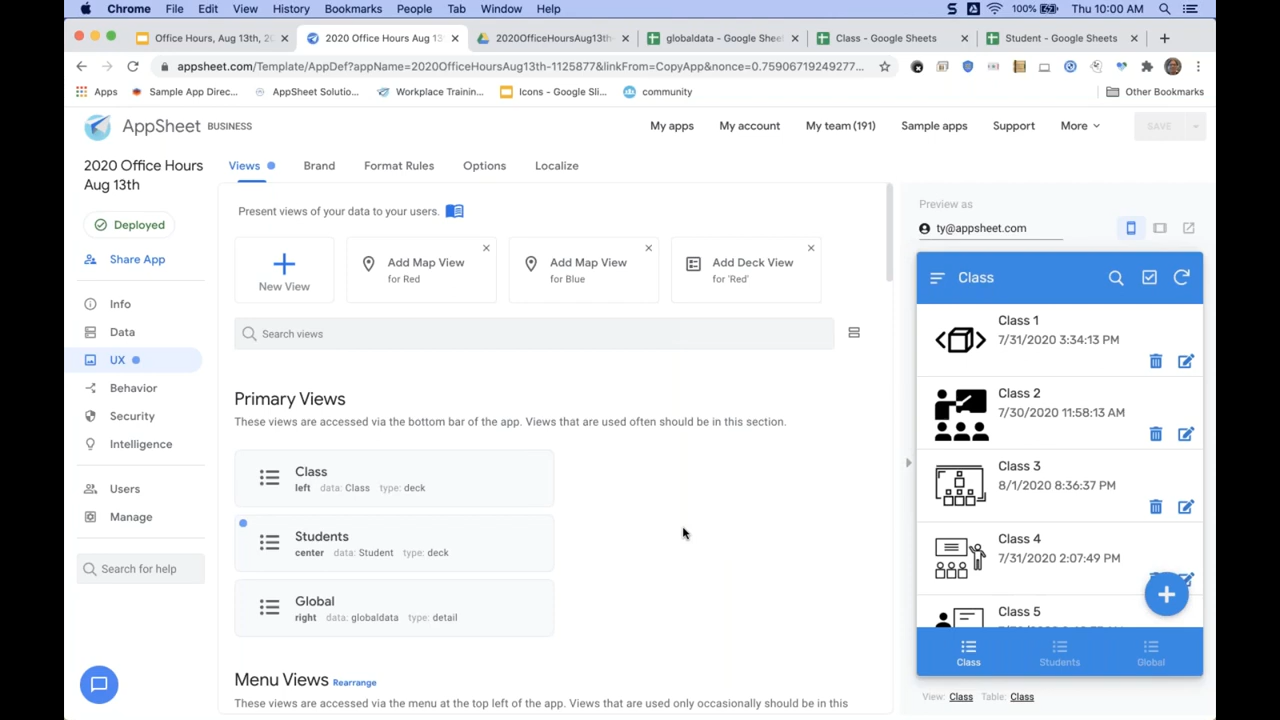 Chrome File Edit View History Bookmarks People Tab Window Help 100% Thu 10:00 AM
Office Hours, Aug 13th, 20 2020 Office Hours Aug 13 2020OfficeHoursAug13th globaldata - Google Sheet Class - Google Sheets Student - Google Sheets
appsheet.com/Template/AppDef?appName=2020OfficeHoursAug13th-1125877&linkFrom=CopyApp&nonce=0.75906719249277...
Apps Sample App Direc... AppSheet Solutio... Workplace Trainin... Icons - Google Sli... community Other Bookmarks
AppSheet BUSINESS My apps My account My team (191) Sample apps Support More SAVE
2020 Office Hours
Aug 13th
Deployed
Share App
Info
Data
UX
Behavior
Security
Intelligence
Users
Manage
Search for help
Views Brand Format Rules Options Localize
Present views of your data to your users.
New View
Add Map View
for Red
Add Map View
for Blue
Add Deck View
for 'Red'
Search views
Primary Views
These views are accessed via the bottom bar of the app. Views that are used often should be in this section.
Class
left data: Class type: deck
Students
center data: Student type: deck
Global
right data: globaldata type: detail
Menu Views Rearrange
These views are accessed via the menu at the top left of the app. Views that are used only occasionally should be in this
Preview as
ty@appsheet.com
Class
Class 1
7/31/2020 3:34:13 PM
Class 2
7/30/2020 11:58:13 AM
Class 3
8/1/2020 8:36:37 PM
Class 4
7/31/2020 2:07:49 PM
Class 5
Class Students Global
View: Class Table: Class